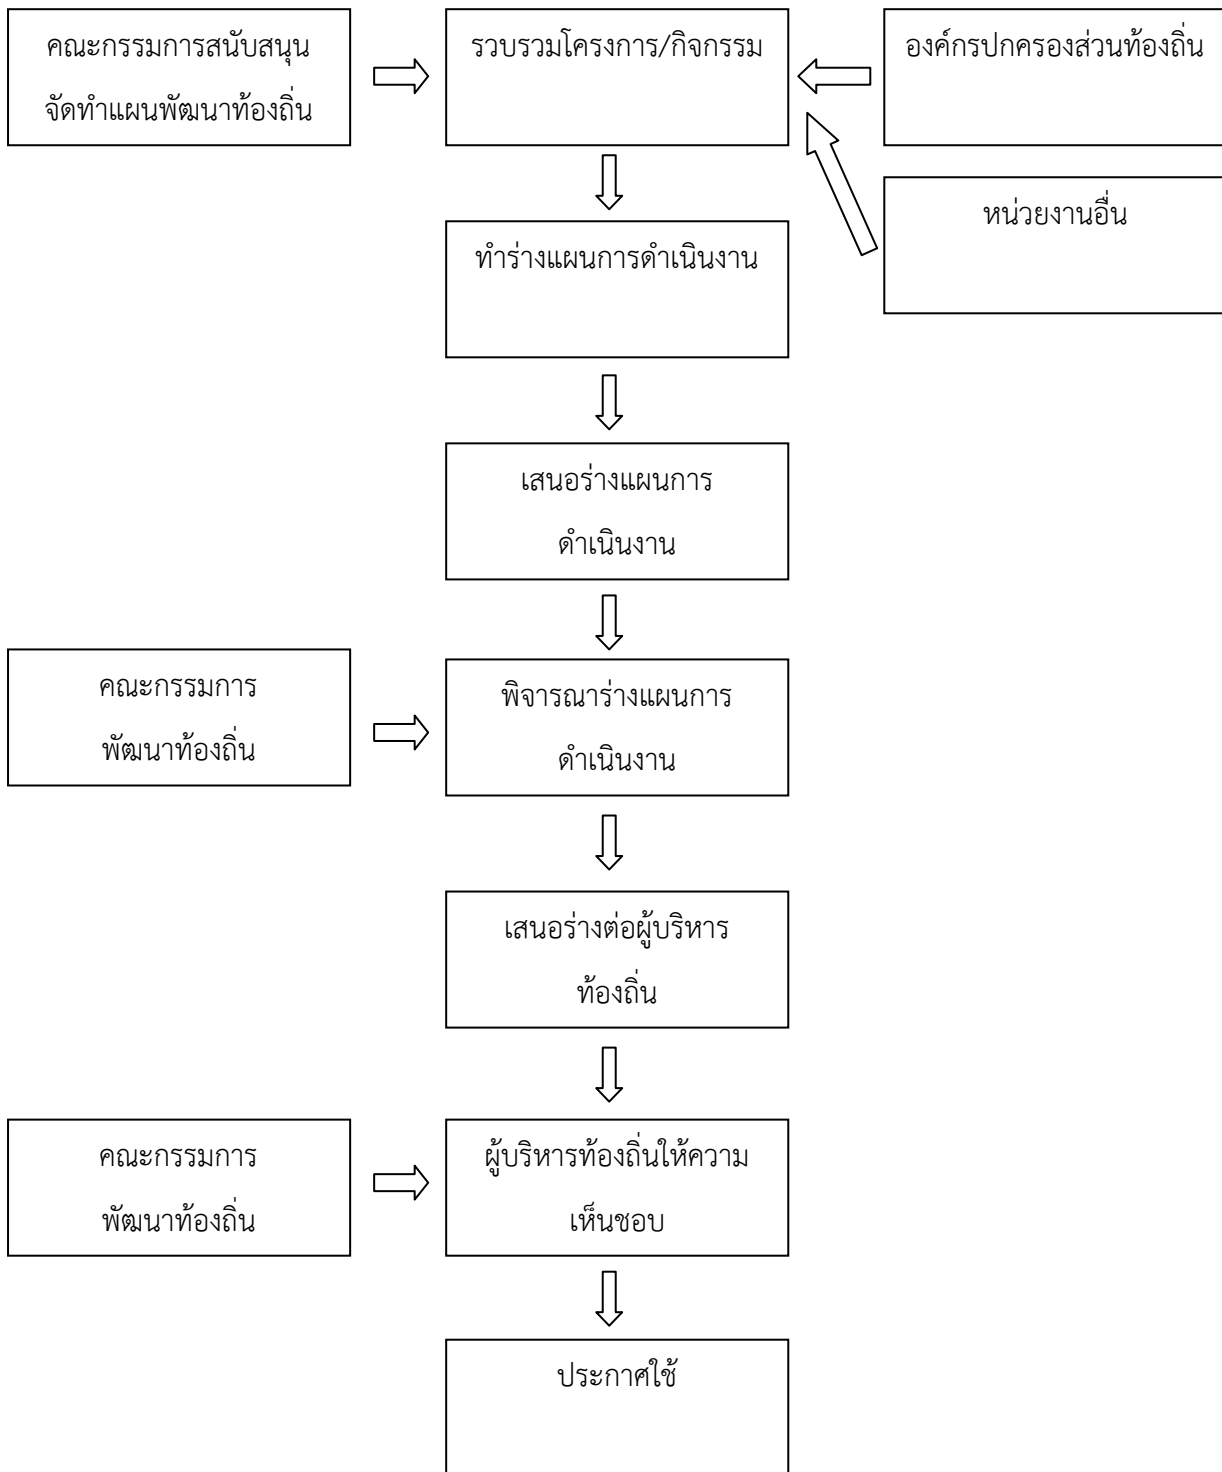 คณะกรรมการสนับสนุน
จัดทำแผนพัฒนาท้องถิ่น
รวบรวมโครงการ/กิจกรรม
องค์กรปกครองส่วนท้องถิ่น
หน่วยงานอื่น
ทำร่างแผนการดำเนินงาน
เสนอร่างแผนการ
ดำเนินงาน
คณะกรรมการ
พัฒนาท้องถิ่น
พิจารณาร่างแผนการ
ดำเนินงาน
เสนอร่างต่อผู้บริหาร
ท้องถิ่น
คณะกรรมการ
พัฒนาท้องถิ่น
ผู้บริหารท้องถิ่นให้ความ
เห็นชอบ
ประกาศใช้